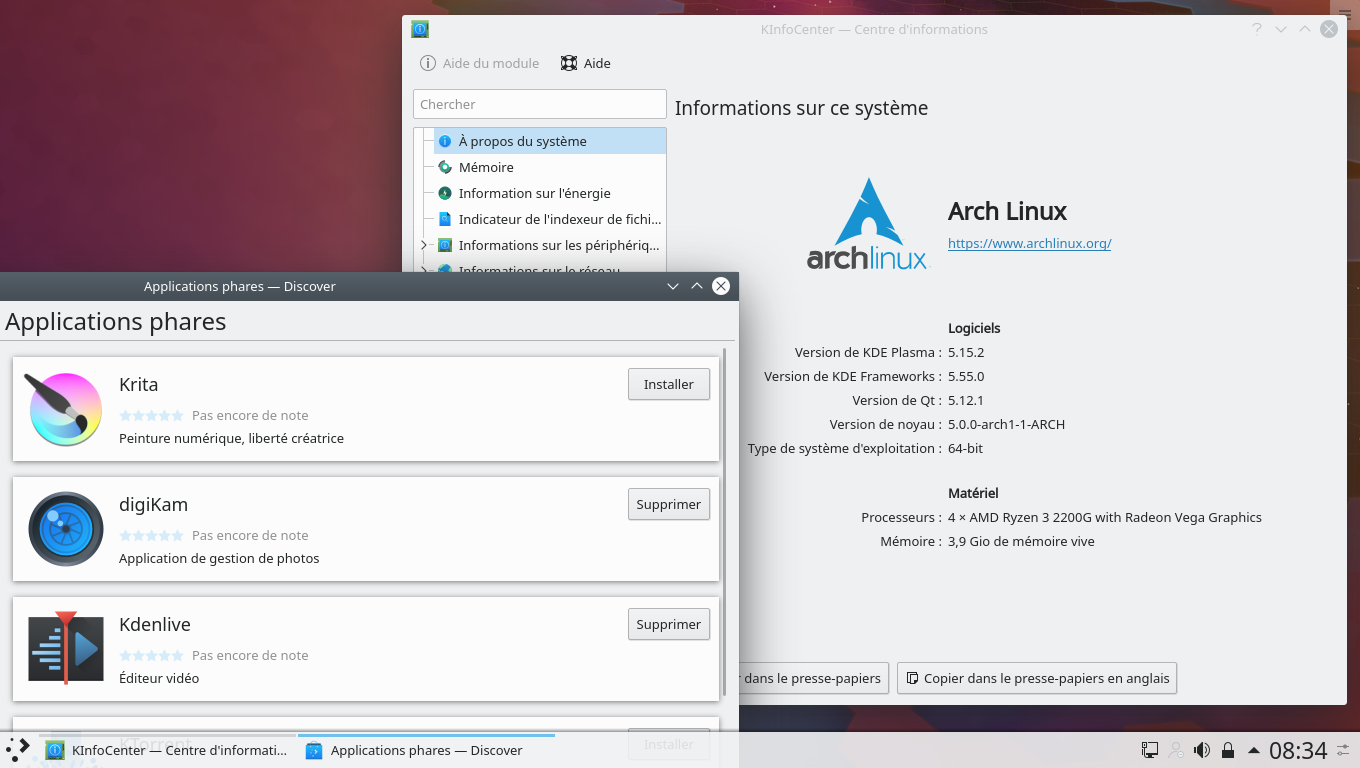 KInfoCenter — Centre d'informations
Aide du module
Aide
Chercher
À propos du système
Mémoire
Information sur l'énergie
Indicateur de l'indexeur de fichi...
Informations sur les périphériq...
Informations sur le réseau
Informations sur ce système
archlinux
Arch Linux
https://www.archlinux.org/
Logiciels
Version de KDE Plasma : 5.15.2
Version de KDE Frameworks : 5.55.0
Version de Qt : 5.12.1
Version de noyau : 5.0.0-arch1-1-ARCH
Type de système d'exploitation : 64-bit
Matériel
Processeurs : 4 × AMD Ryzen 3 2200G with Radeon Vega Graphics
Mémoire : 3,9 Gio de mémoire vive
dans le presse-papiers
Copier dans le presse-papiers en anglais
Applications phares — Discover
Applications phares
Krita
Installer
Pas encore de note
Peinture numérique, liberté créatrice
digiKam
Supprimer
Pas encore de note
Application de gestion de photos
Kdenlive
Supprimer
Pas encore de note
Éditeur vidéo
KTorrent
Installer
KInfoCenter — Centre d'informati...
Applications phares — Discover
08:34